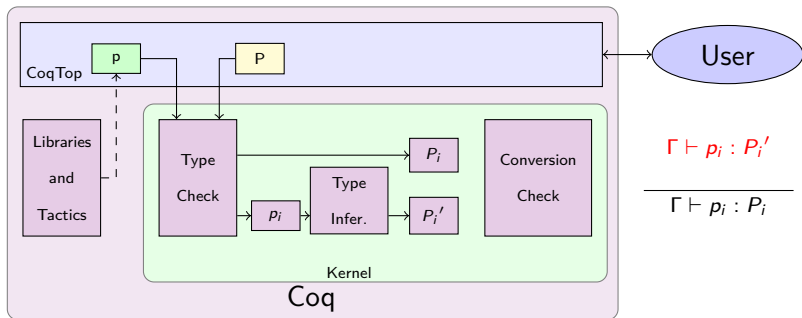 p
P
CoqTop
User
Libraries
and
Tactics
Type
Check
P_i
Conversion
Check
Type
Infer.
p_i
P_i′
Γ ⊢ p_i : P_i′
Γ ⊢ p_i : P_i
Kernel
Coq